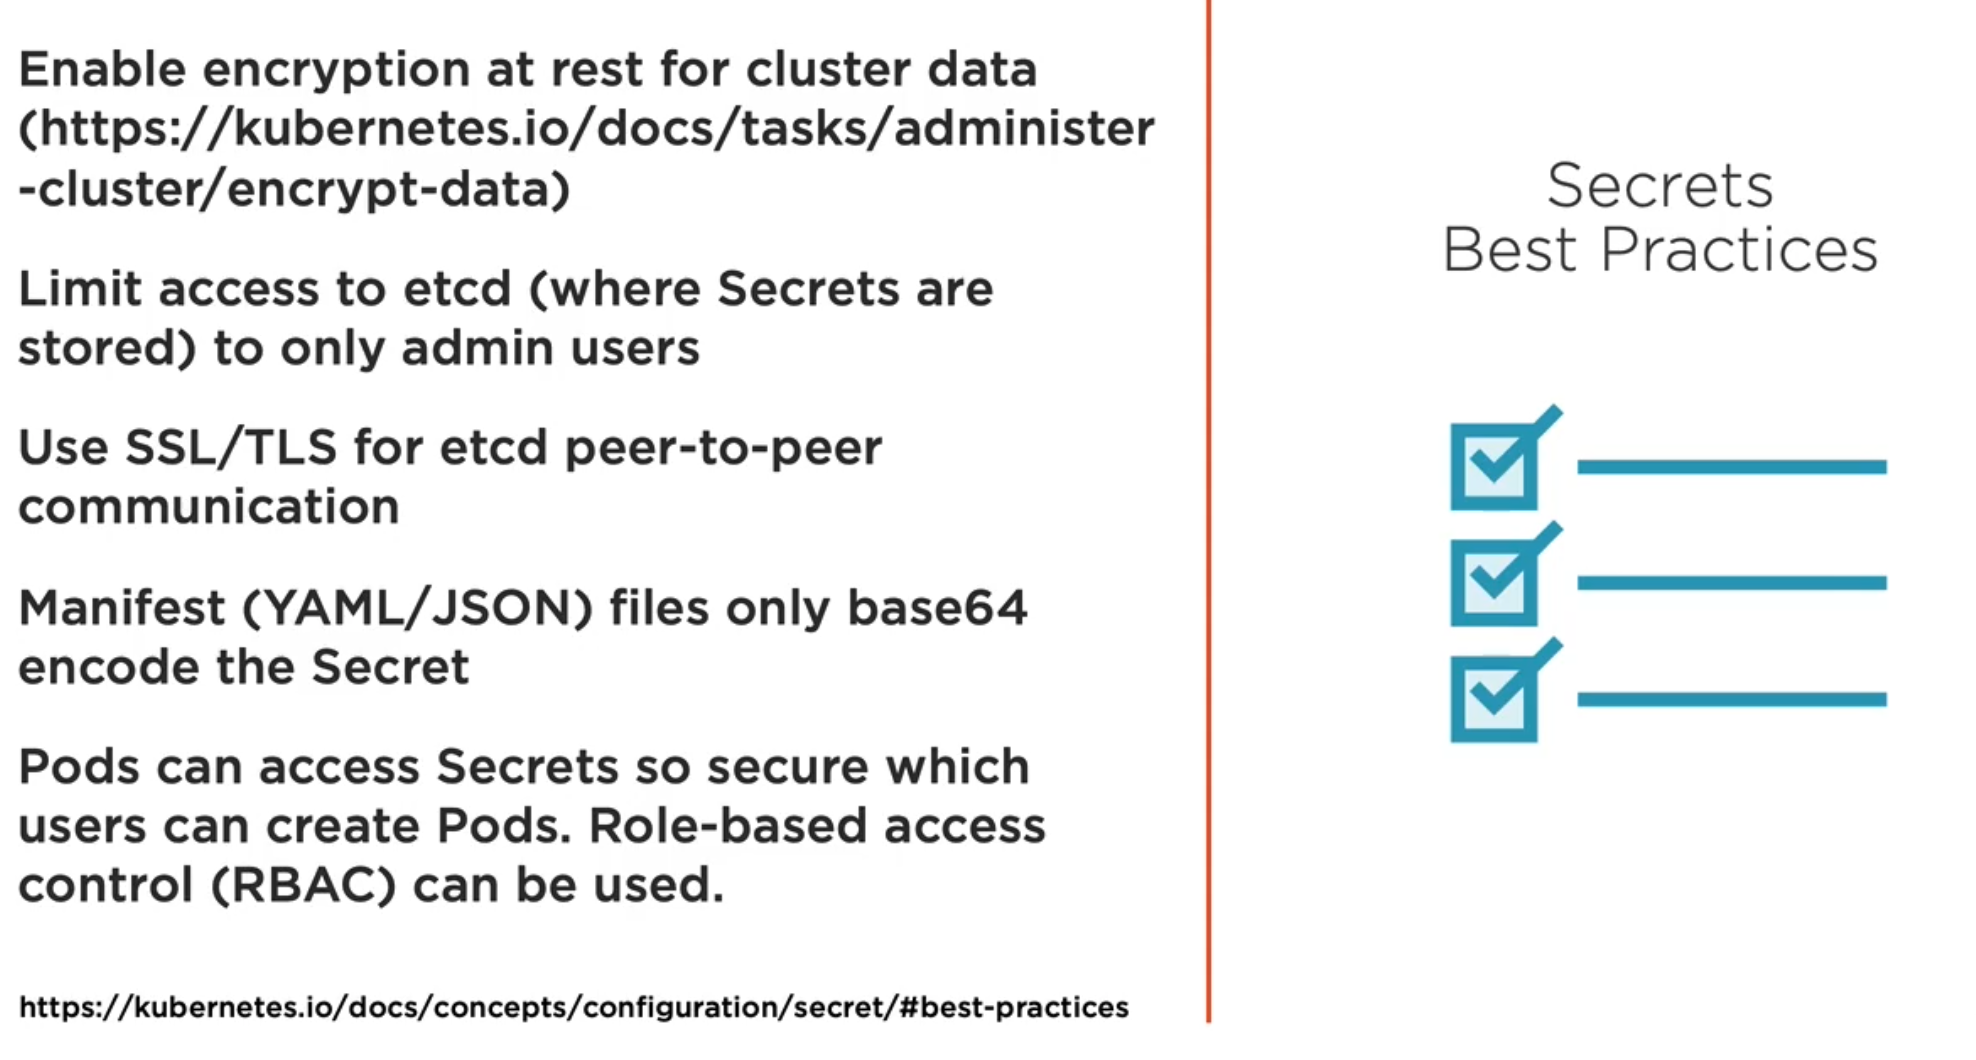 Enable encryption at rest for cluster data
(https://kubernetes.io/docs/tasks/administer
-cluster/encrypt-data)
Limit access to etcd (where Secrets are
stored) to only admin users
Use SSL/TLS for etcd peer-to-peer
communication
Manifest (YAML/JSON) files only base64
encode the Secret
Pods can access Secrets so secure which
users can create Pods. Role-based access
control (RBAC) can be used.
https://kubernetes.io/docs/concepts/configuration/secret/#best-practices
Secrets
Best Practices